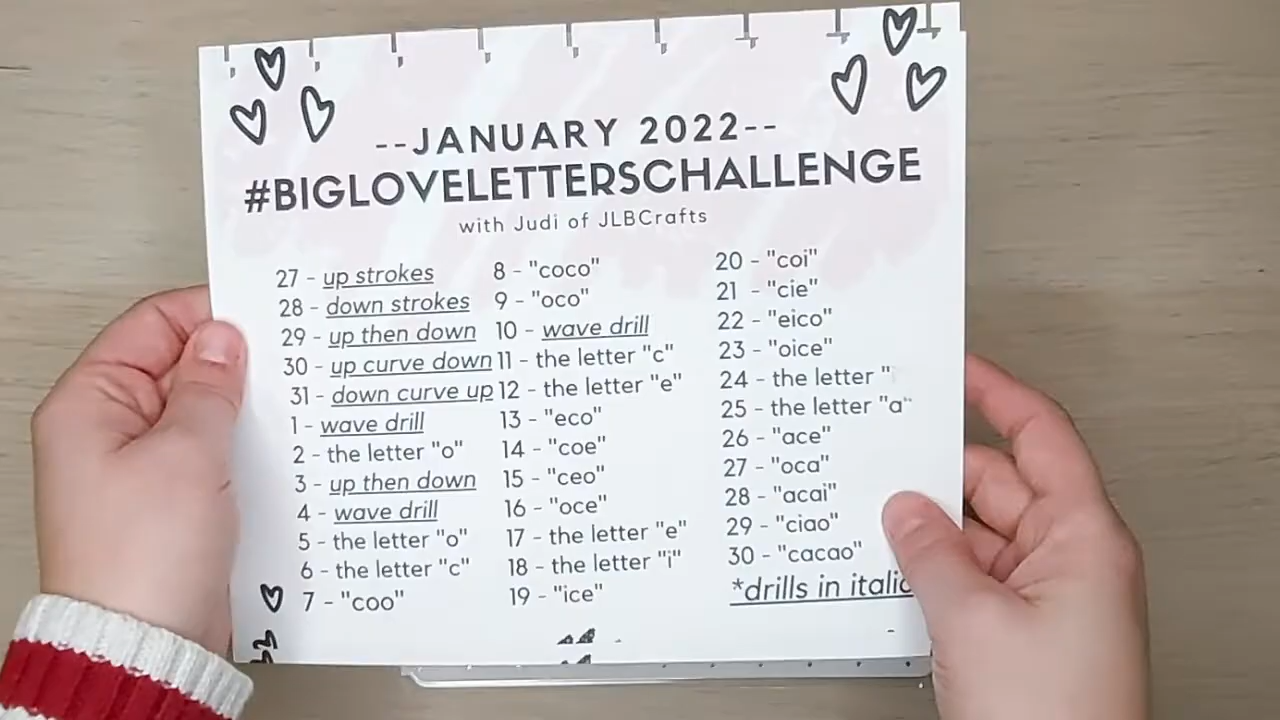 --JANUARY 2022--
#BIGLOVELETTERSCHALLENGE
with Judi of JLBCrafts
27 - up strokes
28 - down strokes
29 - up then down
30 - up curve down
31 - down curve up
1 - wave drill
2 - the letter "o"
3 - up then down
4 - wave drill
5 - the letter "o"
6 - the letter "c"
7 - "coo"
8 - "coco"
9 - "oco"
10 - wave drill
11 - the letter "c"
12 - the letter "e"
13 - "eco"
14 - "coe"
15 - "ceo"
16 - "oce"
17 - the letter "e"
18 - the letter "i"
19 - "ice"
20 - "coi"
21 - "cie"
22 - "eico"
23 - "oice"
24 - the letter "
25 - the letter "a"
26 - "ace"
27 - "oca"
28 - "acai"
29 - "ciao"
30 - "cacao"
*drills in italic